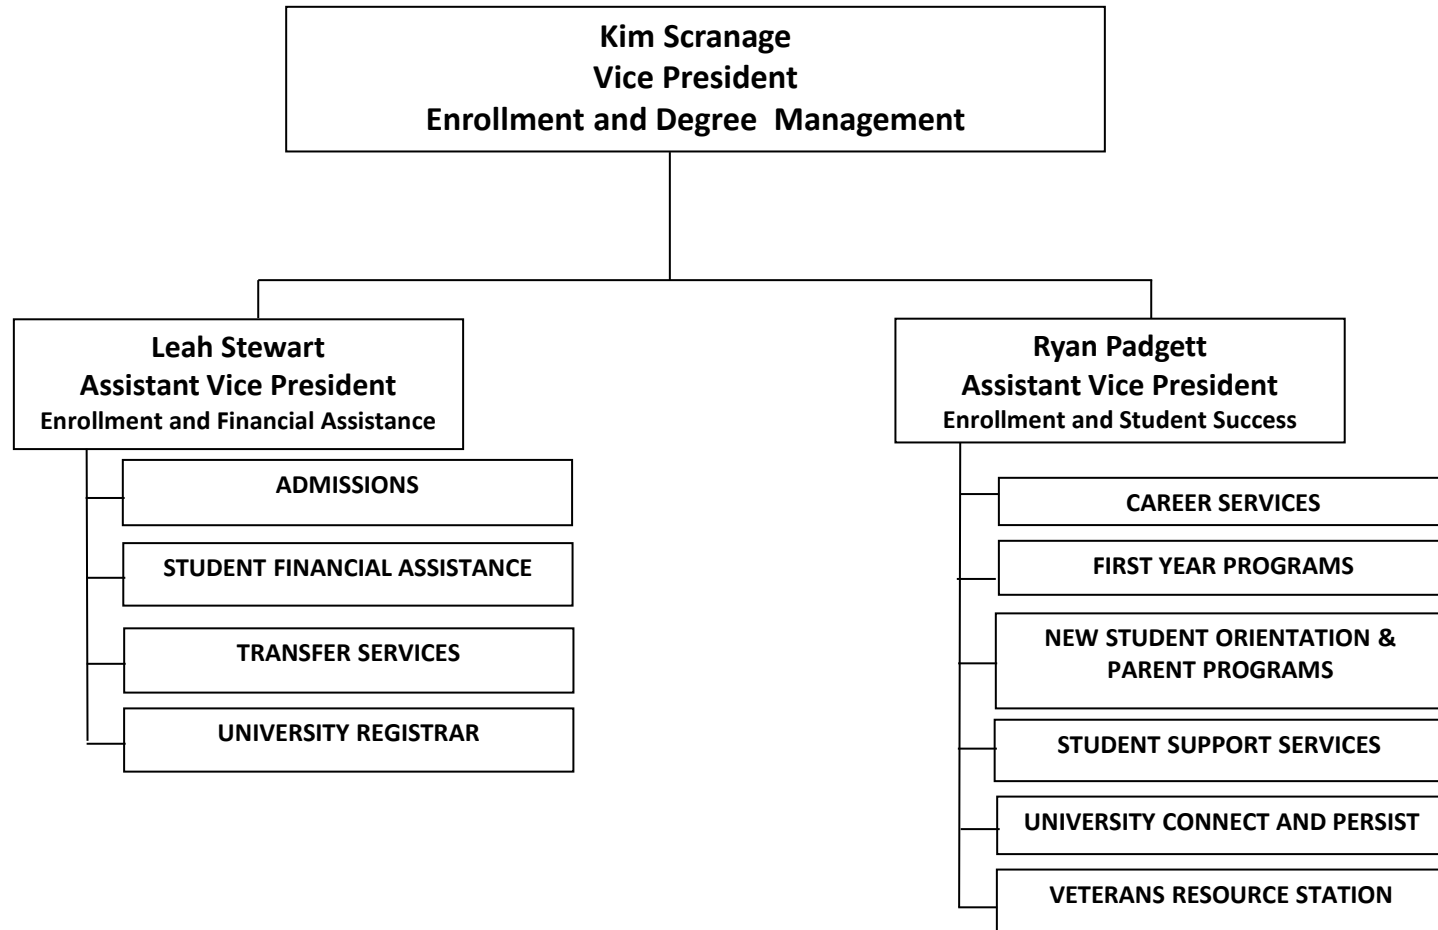 Kim Scranage
Vice President
Enrollment and Degree Management
Leah Stewart
Assistant Vice President
Enrollment and Financial Assistance
ADMISSIONS
STUDENT FINANCIAL ASSISTANCE
TRANSFER SERVICES
UNIVERSITY REGISTRAR
Ryan Padgett
Assistant Vice President
Enrollment and Student Success
CAREER SERVICES
FIRST YEAR PROGRAMS
NEW STUDENT ORIENTATION &
PARENT PROGRAMS
STUDENT SUPPORT SERVICES
UNIVERSITY CONNECT AND PERSIST
VETERANS RESOURCE STATION